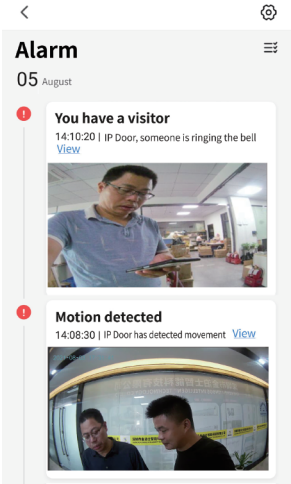 Alarm
05 August
You have a visitor
14:10:20 | IP Door, someone is ringing the bell
View
Motion detected
14:08:30 | IP Door has detected movement View